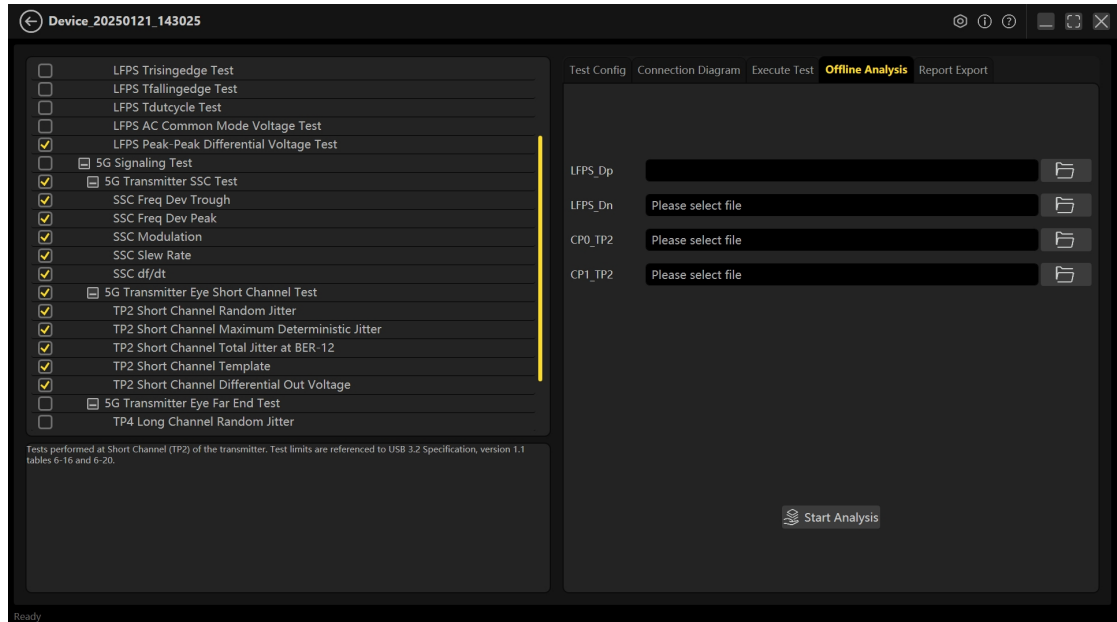 Device_20250121_143025
LFPS Trisingedge Test
LFPS Tfallingedge Test
LFPS Tdutcycle Test
LFPS AC Common Mode Voltage Test
LFPS Peak-Peak Differential Voltage Test
5G Signaling Test
5G Transmitter SSC Test
SSC Freq Dev Trough
SSC Freq Dev Peak
SSC Modulation
SSC Slew Rate
SSC df/dt
5G Transmitter Eye Short Channel Test
TP2 Short Channel Random Jitter
TP2 Short Channel Maximum Deterministic Jitter
TP2 Short Channel Total Jitter at BER-12
TP2 Short Channel Template
TP2 Short Channel Differential Out Voltage
5G Transmitter Eye Far End Test
TP4 Long Channel Random Jitter
Tests performed at Short Channel (TP2) of the transmitter. Test limits are referenced to USB 3.2 Specification, version 1.1
tables 6-16 and 6-20.
Test Config Connection Diagram Execute Test Offline Analysis Report Export
LFPS_Dp
LFPS_Dn Please select file
CP0_TP2 Please select file
CP1_TP2 Please select file
Start Analysis
Ready